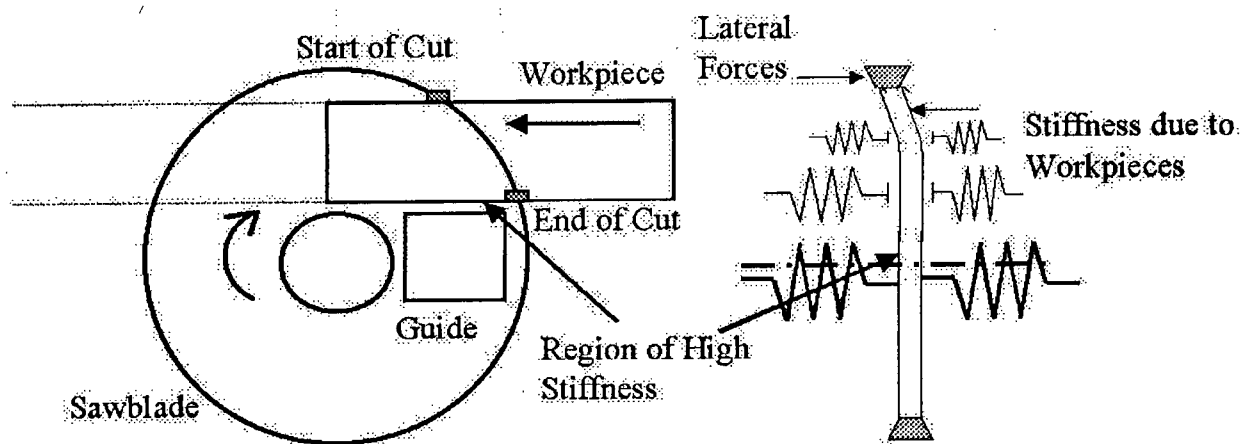 Start of Cut
Workpiece
End of Cut
Guide
Sawblade
Region of High
Stiffness
Lateral
Forces
Stiffness due to
Workpieces